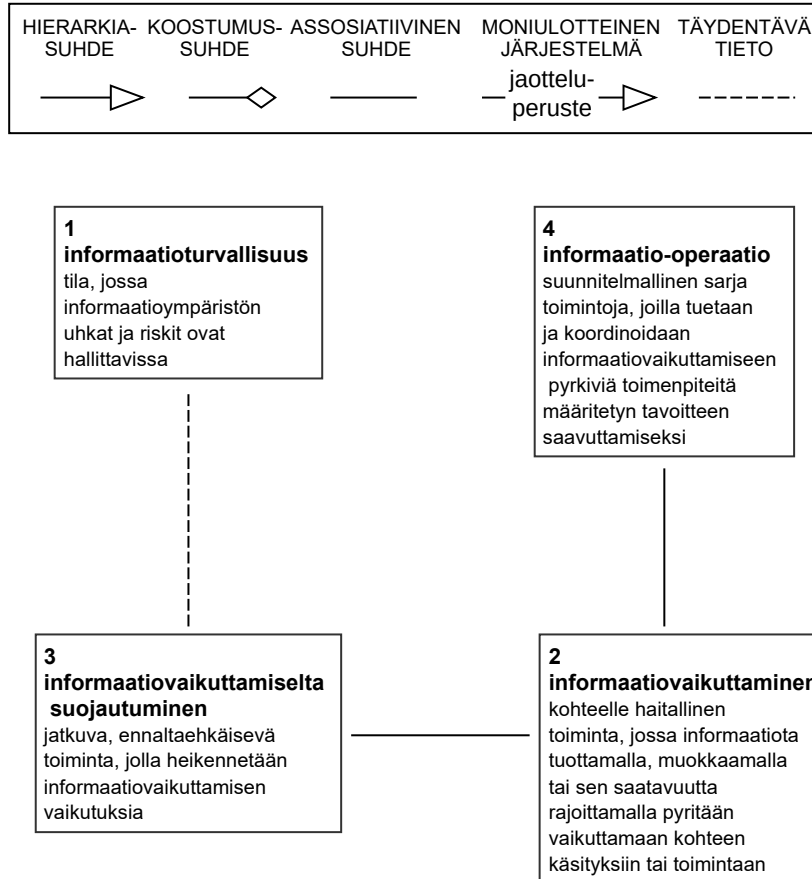 HIERARKIA-
SUHDE
KOOSTUMUS-
SUHDE
ASSOSIATIIVINEN
SUHDE
MONIULOTTEINEN
JÄRJESTELMÄ
TÄYDENTÄVÄ
TIETO
jaottelu-
peruste
1
informaatioturvallisuus
tila, jossa
informaatioympäristön
uhkat ja riskit ovat
hallittavissa
4
informaatio-operaatio
suunnitelmallinen sarja
toimintoja, joilla tuetaan
ja koordinoidaan
informaatiovaikuttamiseen
pyrkiviä toimenpiteitä
määritetyn tavoitteen
saavuttamiseksi
3
informaatiovaikuttamiselta
suojautuminen
jatkuva, ennaltaehkäisevä
toiminta, jolla heikennetään
informaatiovaikuttamisen
vaikutuksia
2
informaatiovaikuttaminen
kohteelle haitallinen
toiminta, jossa informaatiota
tuottamalla, muokkaamalla
tai sen saatavuutta
rajoittamalla pyritään
vaikuttamaan kohteen
käsityksiin tai toimintaan